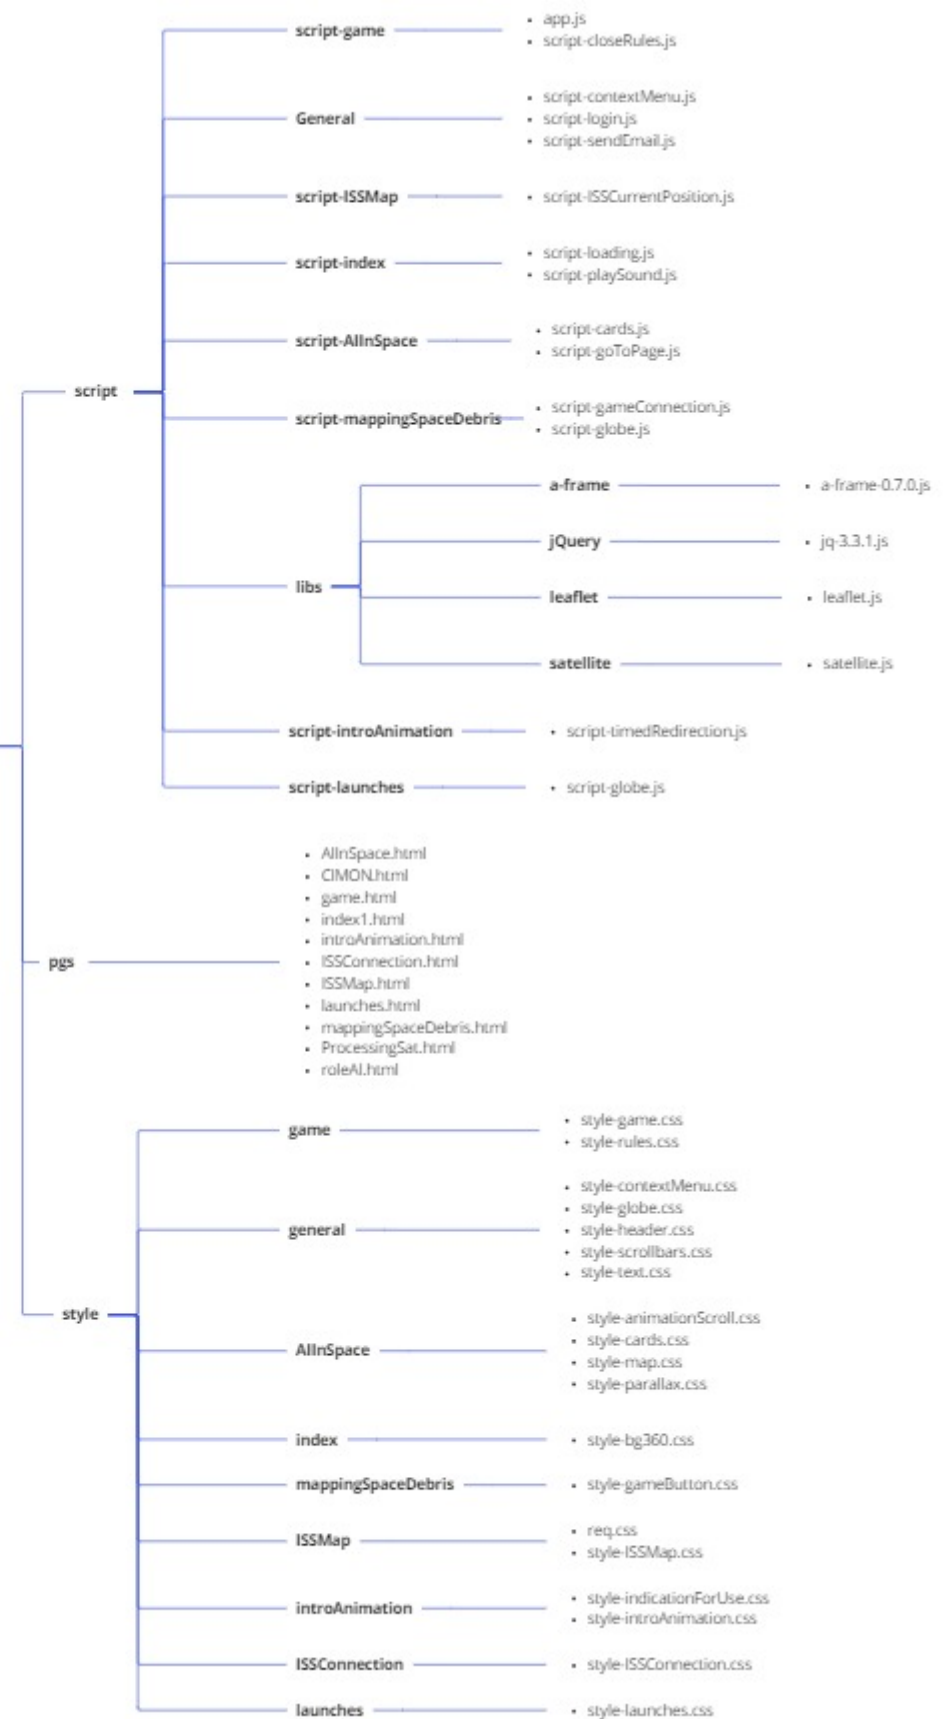 script
script-game
• app.js
• script-closeRules.js
General
• script-contextMenu.js
• script-login.js
• script-sendEmail.js
script-ISSMap
• script-ISSCurrentPosition.js
script-index
• script-loading.js
• script-playSound.js
script-AIInSpace
• script-cards.js
• script-goToPage.js
script-mappingSpaceDebris
• script-gameConnection.js
• script-globe.js
libs
a-frame
• a-frame-0.7.0.js
jQuery
• jq-3.3.1.js
leaflet
• leaflet.js
satellite
• satellite.js
script-introAnimation
• script-timedRedirection.js
script-launches
• script-globe.js
pgs
• AIInSpace.html
• CIMON.html
• game.html
• index1.html
• introAnimation.html
• ISSConnection.html
• ISSMap.html
• launches.html
• mappingSpaceDebris.html
• ProcessingSat.html
• roleAI.html
style
game
• style-game.css
• style-rules.css
general
• style-contextMenu.css
• style-globe.css
• style-header.css
• style-scrollbars.css
• style-text.css
AIInSpace
• style-animationScroll.css
• style-cards.css
• style-map.css
• style-parallax.css
index
• style-bg360.css
mappingSpaceDebris
• style-gameButton.css
ISSMap
• req.css
• style-ISSMap.css
introAnimation
• style-indicationForUse.css
• style-introAnimation.css
ISSConnection
• style-ISSConnection.css
launches
• style-launches.css